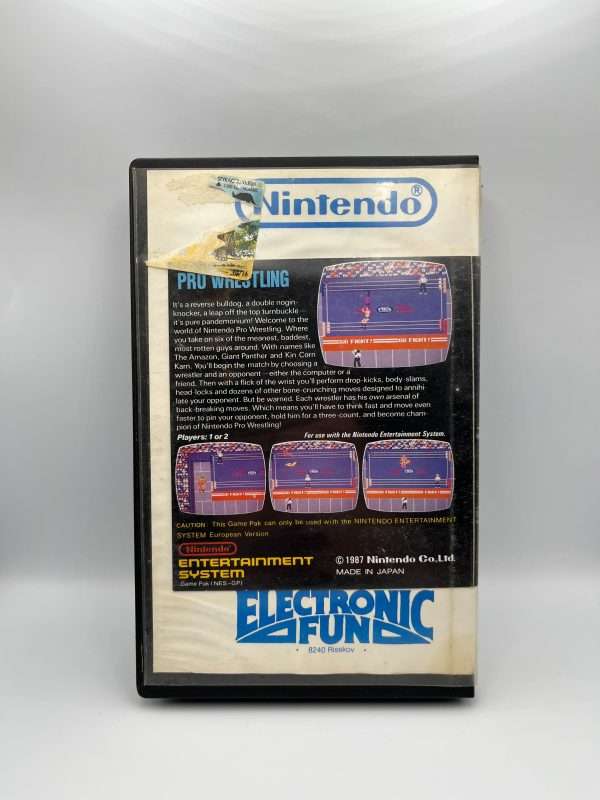 Nintendo®
PRO WRESTLING
It's a reverse bulldog, a double nogin-
knocker, a leap off the top turnbuckle—
it's pure pandemonium! Welcome to the
world of Nintendo Pro Wrestling. Where
you take on six of the meanest, baddest,
most rotten guys around. With names like
The Amazon, Giant Panther and Kin Corn
Karn. You'll begin the match by choosing a
wrestler and an opponent—either the computer or a
friend. Then with a flick of the wrist you'll perform drop-kicks, body-slams,
head-locks and dozens of other bone-crunching moves designed to annihi-
late your opponent. But be warned. Each wrestler has his own arsenal of
back-breaking moves. Which means you'll have to think fast and move even
faster to pin your opponent, hold him for a three-count, and become cham-
pion of Nintendo Pro Wrestling!
Players: 1 or 2
For use with the Nintendo Entertainment System.
CAUTION: This Game Pak can only be used with the NINTENDO ENTERTAINMENT
SYSTEM European Version
Nintendo®
ENTERTAINMENT
SYSTEM
Game Pak (NES-GP)
© 1987 Nintendo Co., Ltd.
MADE IN JAPAN
ELECTRONIC
FUN
• 8240 Risskov •